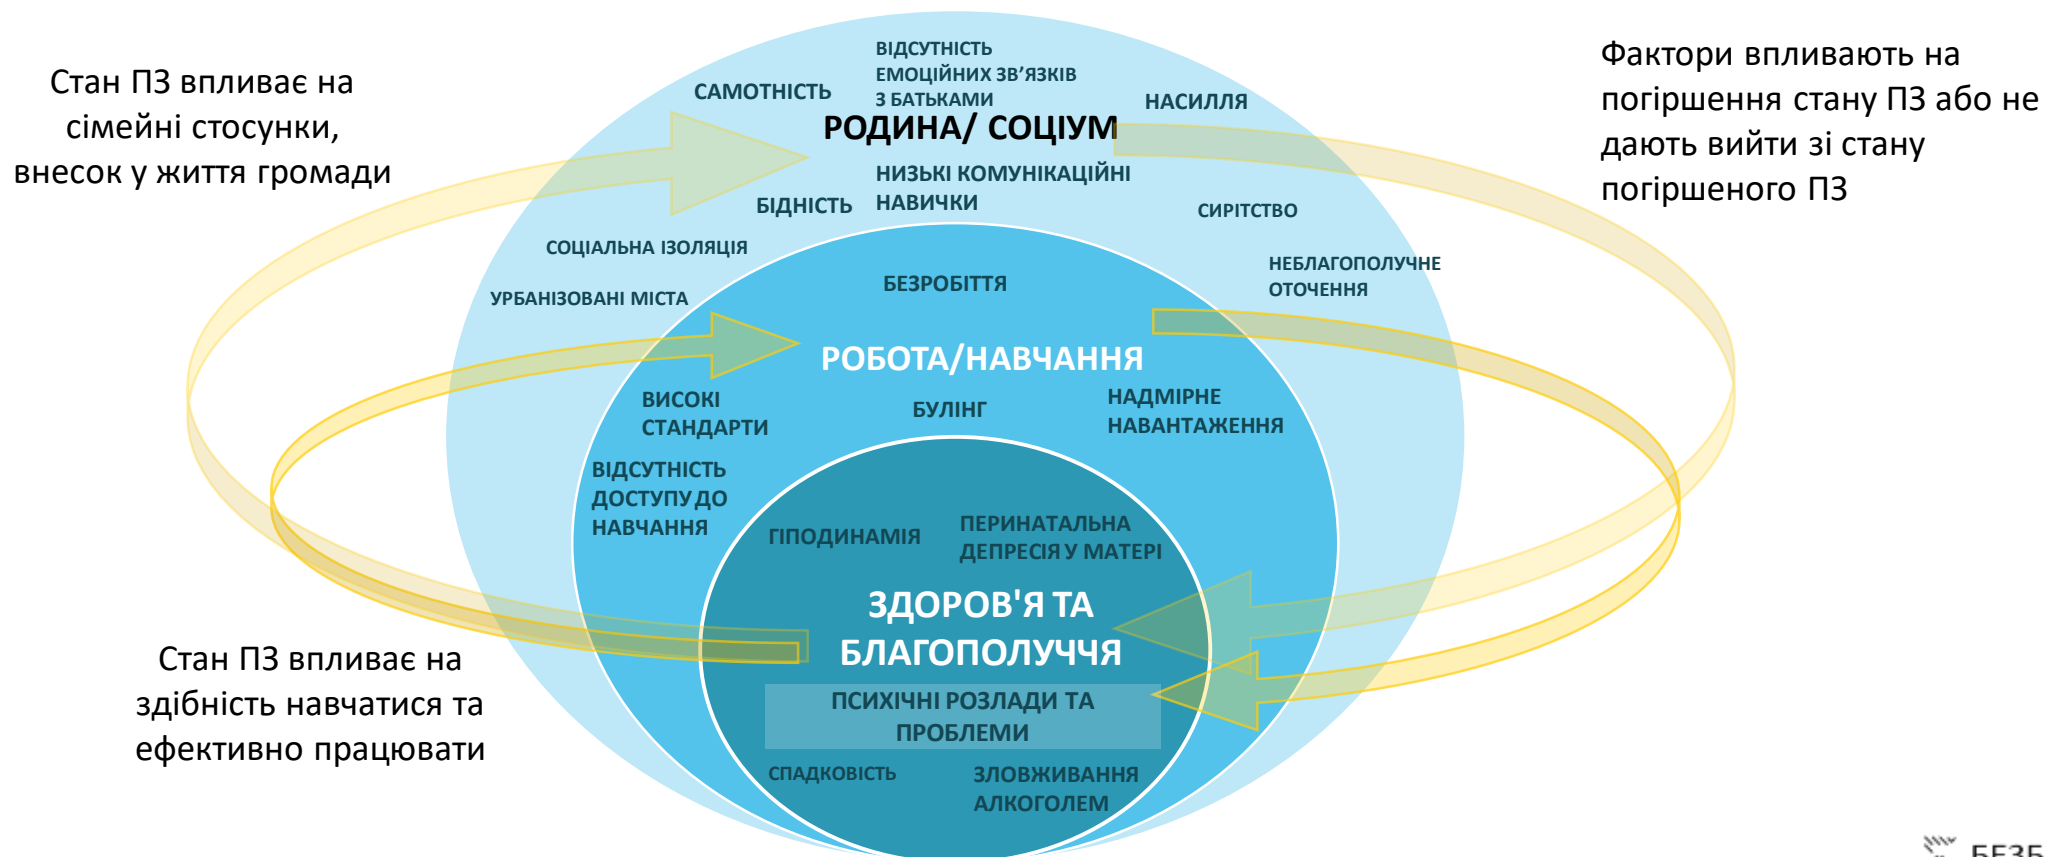 Стан ПЗ впливає на
сімейні стосунки,
внесок у життя громади
САМОТНІСТЬ
ВІДСУТНІСТЬ
ЕМОЦІЙНИХ ЗВ’ЯЗКІВ
З БАТЬКАМИ
НАСИЛЛЯ
РОДИНА/ СОЦІУМ
НИЗЬКІ КОМУНІКАЦІЙНІ
НАВИЧКИ
БІДНІСТЬ
СИРІТСТВО
СОЦІАЛЬНА ІЗОЛЯЦІЯ
НЕБЛАГОПОЛУЧНЕ
ОТОЧЕННЯ
УРБАНІЗОВАНІ МІСТА
Фактори впливають на
погіршення стану ПЗ або не
дають вийти зі стану
погіршеного ПЗ
БЕЗРОБІТТЯ
РОБОТА/НАВЧАННЯ
ВИСОКІ
СТАНДАРТИ
БУЛІНГ
НАДМІРНЕ
НАВАНТАЖЕННЯ
ВІДСУТНІСТЬ
ДОСТУПУ ДО
НАВЧАННЯ
ГІПОДИНАМІЯ
ПЕРИНАТАЛЬНА
ДЕПРЕСІЯ У МАТЕРІ
ЗДОРОВ'Я ТА
БЛАГОПОЛУЧЧЯ
ПСИХІЧНІ РОЗЛАДИ ТА
ПРОБЛЕМИ
СПАДКОВІСТЬ
ЗЛОВЖИВАННЯ
АЛКОГОЛЕМ
Стан ПЗ впливає на
здібність навчатися та
ефективно працювати